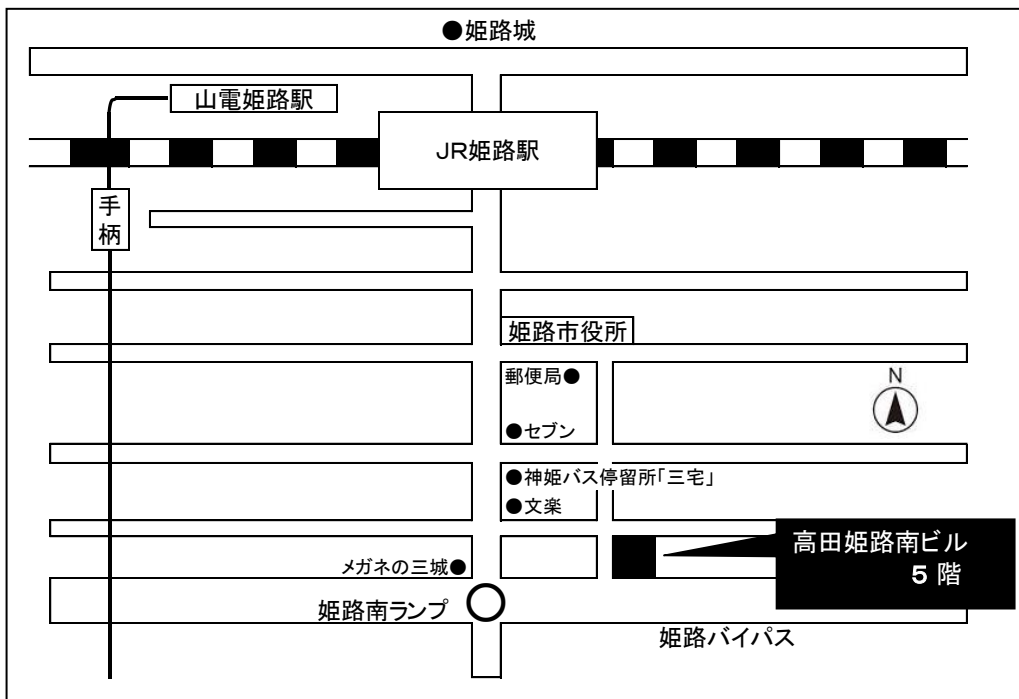 ●姫路城
山電姫路駅
JR姫路駅
手柄
姫路市役所
郵便局●
N
●セブン
●神姫バス停留所「三宅」
●文楽
高田姫路南ビル
5階
メガネの三城●
姫路南ランプ
姫路バイパス